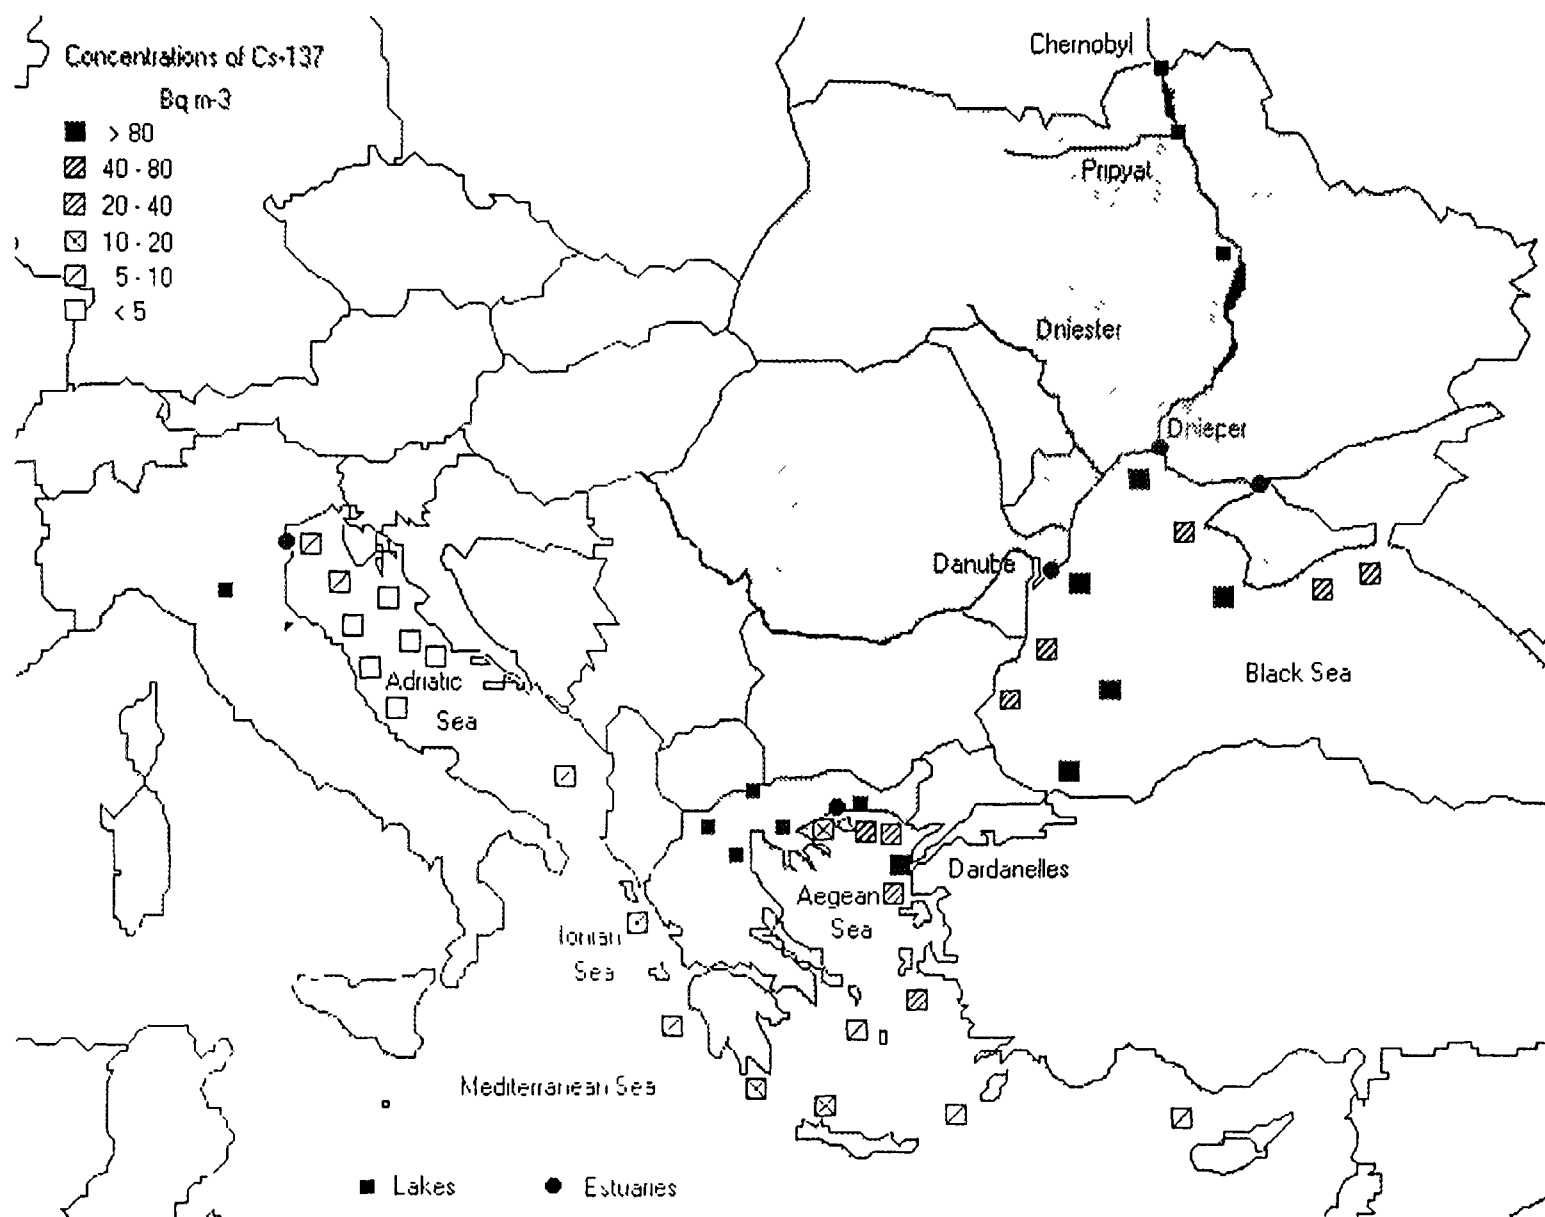 Concentrations of Cs-137
Bq m-3
> 80
40 - 80
20 - 40
10 - 20
5 - 10
< 5
Chernobyl
Pripyat
Dniester
Dnieper
Danube
Black Sea
Adriatic
Sea
Dardanelles
Aegean
Sea
Ionian
Sea
Mediterranean Sea
Lakes
Estuaries